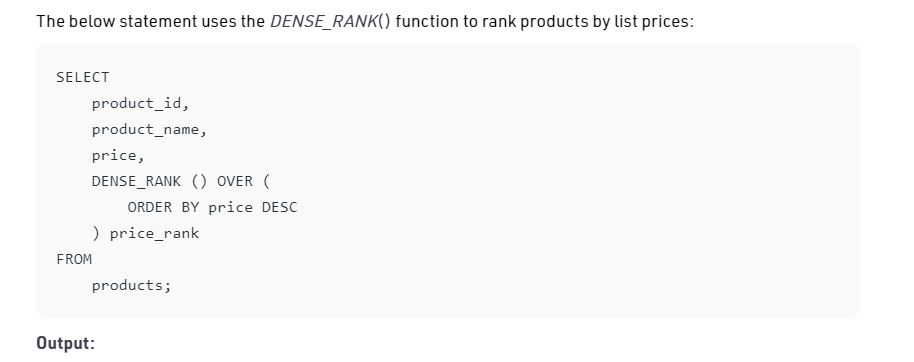 The below statement uses the DENSE_RANK() function to rank products by list prices:
SELECT
    product_id,
    product_name,
    price,
    DENSE_RANK () OVER (
        ORDER BY price DESC
    ) price_rank
FROM
    products;
Output: